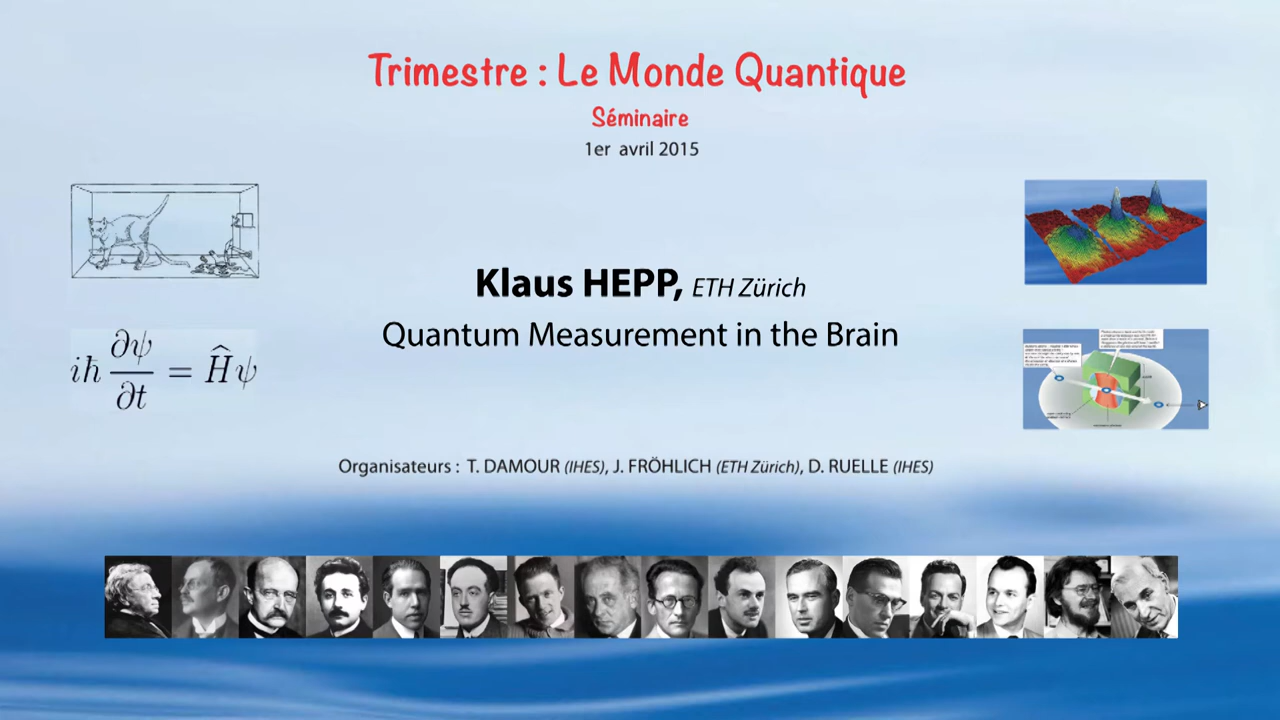 Trimestre : Le Monde Quantique
Séminaire
1er avril 2015
Klaus HEPP, ETH Zürich
Quantum Measurement in the Brain
iħ ∂ψ/∂t = Ĥψ
Organisateurs : T. DAMOUR (IHES), J. FRÖHLICH (ETH Zürich), D. RUELLE (IHES)